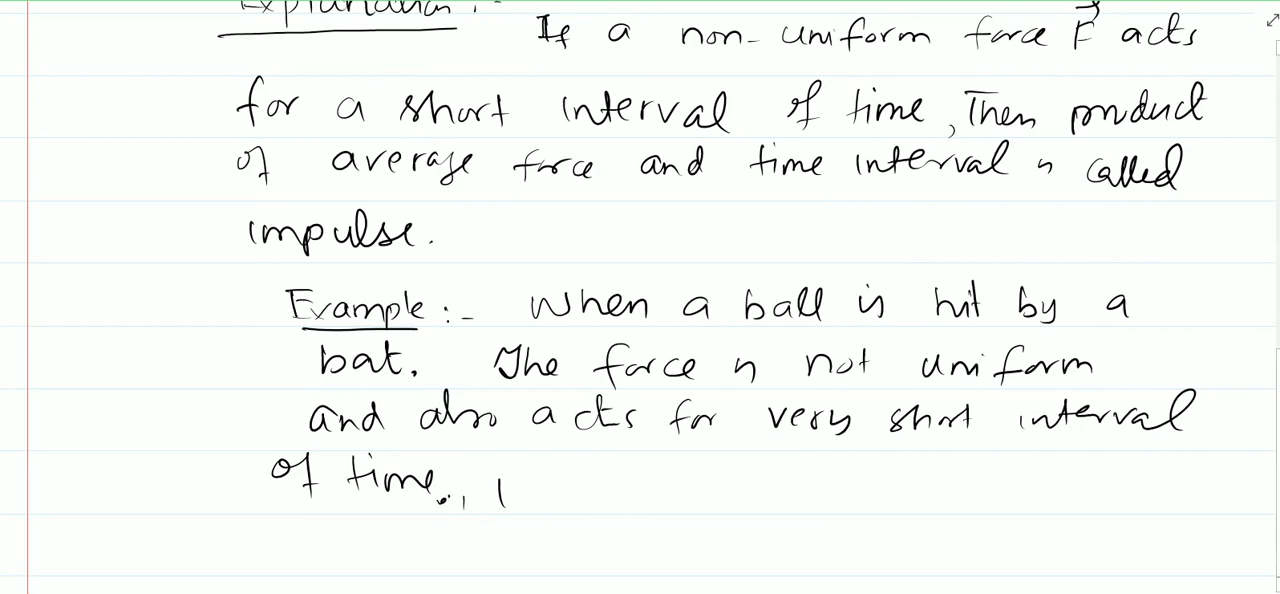 Explanation :-  If a non-uniform force F⃗ acts
for a short interval of time, Then product
of average force and time interval is called
impulse.
Example :- When a ball is hit by a
bat. The force is not uniform
and also acts for very short interval
of time.